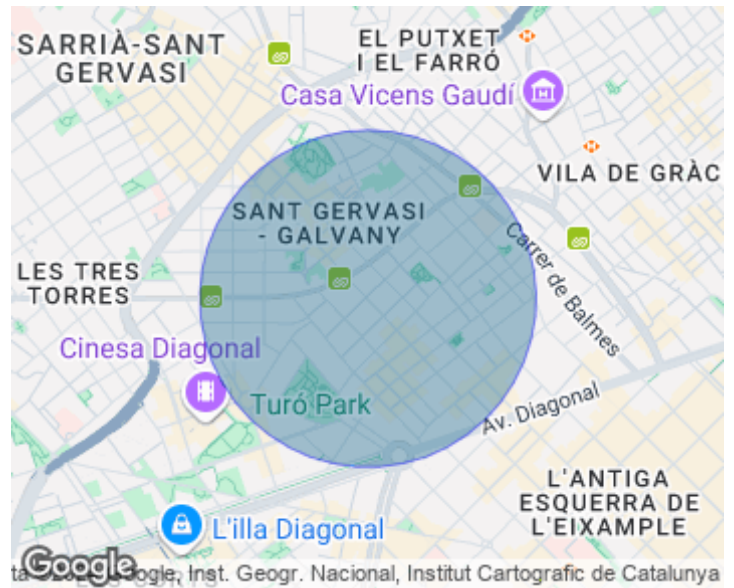 SARRIÀ-SANT
GERVASI
EL PUTXET
I EL FARRÓ
Casa Vicens Gaudí
VILA DE GRÀC
SANT GERVASI
- GALVANY
Carrer de Balmes
LES TRES
TORRES
Cinesa Diagonal
Turó Park
Av. Diagonal
L'ANTIGA
ESQUERRA DE
L'EIXAMPLE
L'illa Diagonal
Google
Inst. Geogr. Nacional, Institut Cartografic de Catalunya